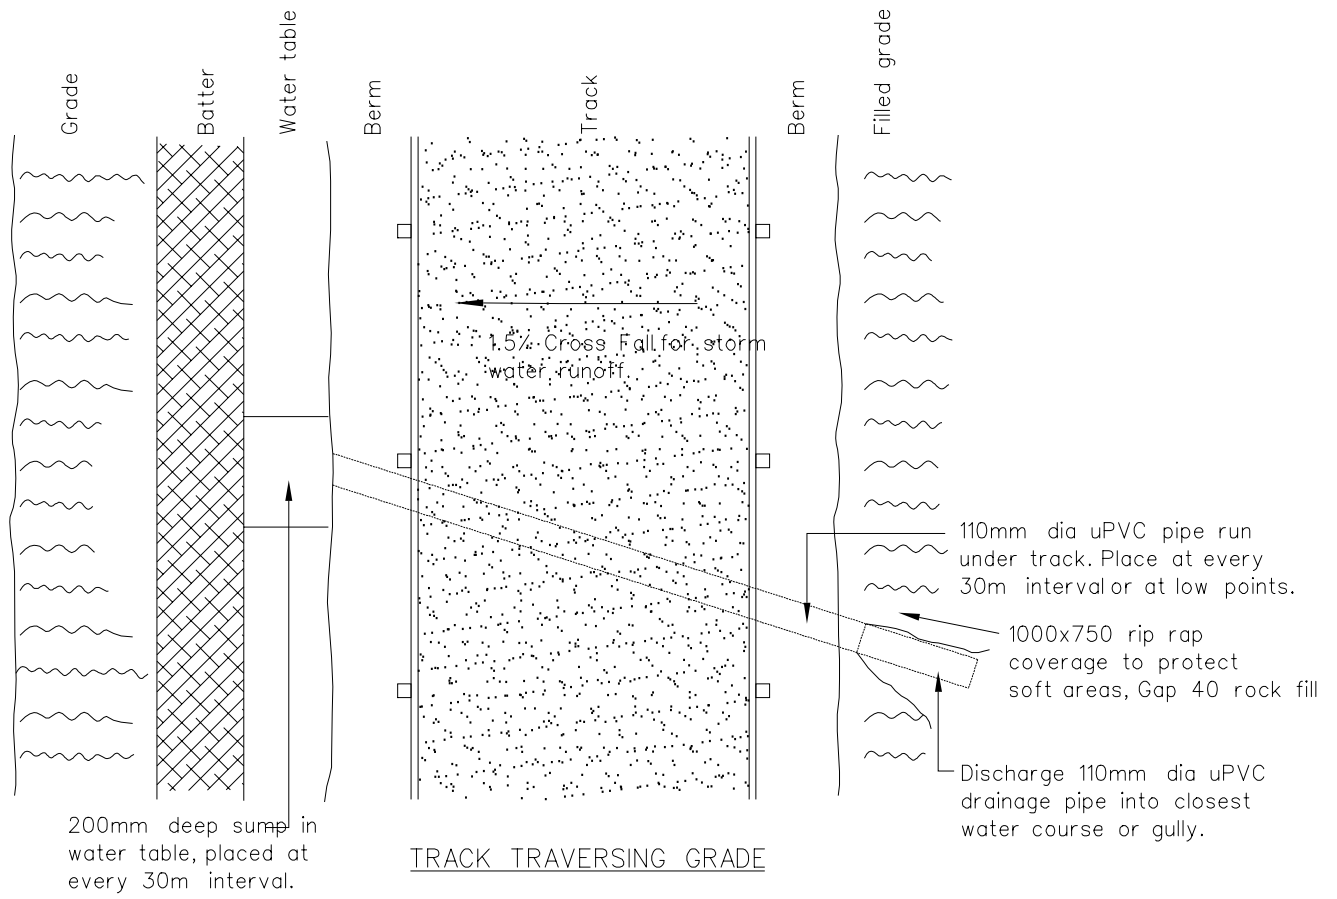 Grade
Batter
Water table
Berm
Track
Berm
Filled grade
1.5% Cross Fall for storm
water runoff.
110mm dia uPVC pipe run
under track. Place at every
30m interval or at low points.
1000x750 rip rap
coverage to protect
soft areas, Gap 40 rock fill
Discharge 110mm dia uPVC
drainage pipe into closest
water course or gully.
200mm deep sump in
water table, placed at
every 30m interval.
TRACK TRAVERSING GRADE